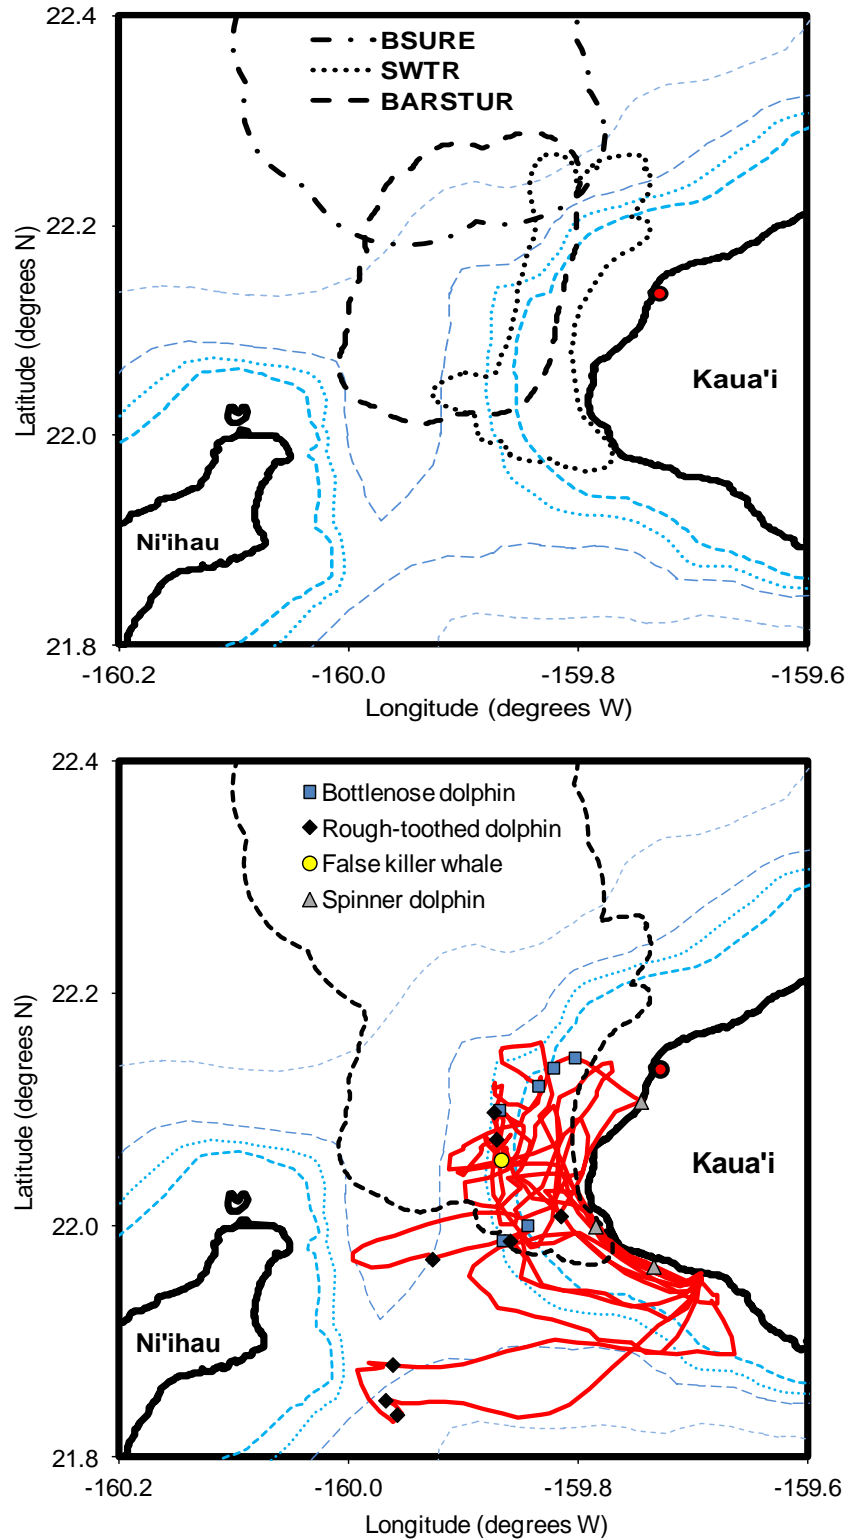 22.4
BSURE
SWTR
BARSTUR
22.2
Latitude (degrees N)
Kaua'i
22.0
Ni'ihau
21.8
-160.2 -160.0 -159.8 -159.6
Longitude (degrees W)
22.4
Bottlenose dolphin
Rough-toothed dolphin
False killer whale
Spinner dolphin
22.2
Latitude (degrees N)
Kaua'i
22.0
Ni'ihau
21.8
-160.2 -160.0 -159.8 -159.6
Longitude (degrees W)